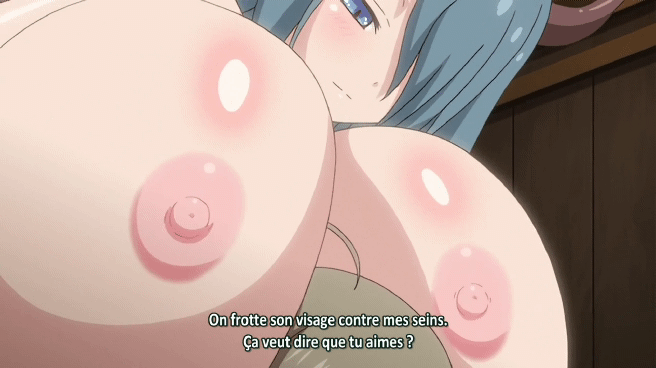 On frotte son visage contre mes seins.
Ça veut dire que tu aimes ?